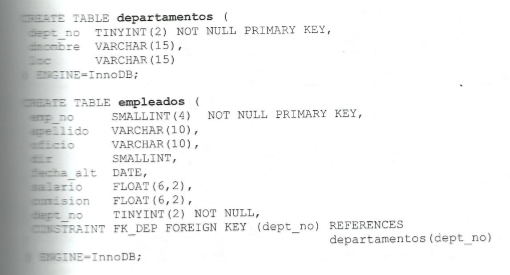 CREATE TABLE departamentos (
dept_no TINYINT(2) NOT NULL PRIMARY KEY,
dnombre VARCHAR(15),
loc VARCHAR(15)
) ENGINE=InnoDB;
CREATE TABLE empleados (
emp_no SMALLINT(4) NOT NULL PRIMARY KEY,
apellido VARCHAR(10),
oficio VARCHAR(10),
dir SMALLINT,
fecha_alt DATE,
salario FLOAT(6,2),
comision FLOAT(6,2),
dept_no TINYINT(2) NOT NULL,
CONSTRAINT FK_DEP FOREIGN KEY (dept_no) REFERENCES
departamentos(dept_no)
) ENGINE=InnoDB;